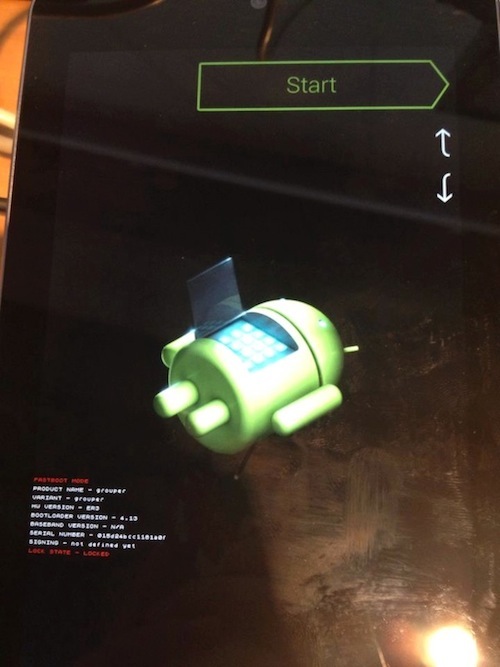 Start
FASTBOOT MODE
PRODUCT NAME - grouper
VARIANT - grouper
HW VERSION - ER3
BOOTLOADER VERSION - 4.13
BASEBAND VERSION - N/A
SERIAL NUMBER -
SIGNING - not defined yet
LOCK STATE - LOCKED